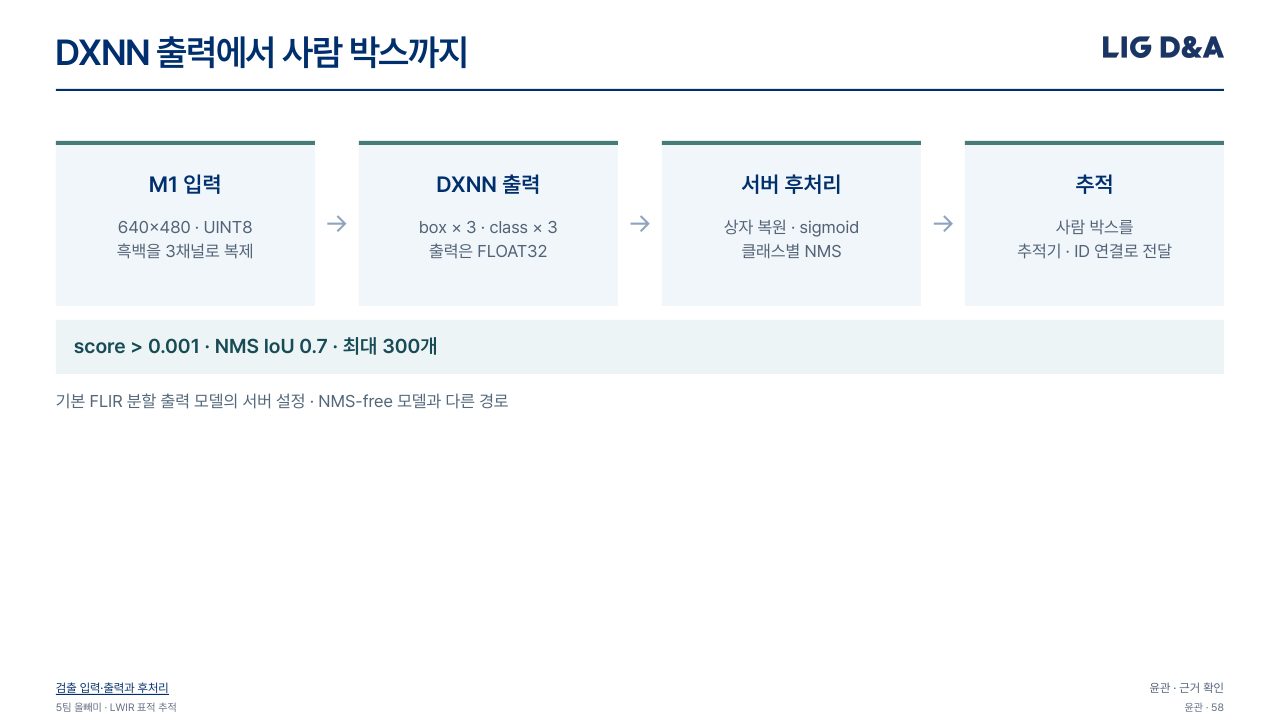 DXNN 출력에서 사람 박스까지
LIG D&A
M1 입력
640×480 · UINT8
흑백을 3채널로 복제
→
DXNN 출력
box × 3 · class × 3
출력은 FLOAT32
→
서버 후처리
상자 복원 · sigmoid
클래스별 NMS
→
추적
사람 박스를
추적기 · ID 연결로 전달
score > 0.001 · NMS IoU 0.7 · 최대 300개
기본 FLIR 분할 출력 모델의 서버 설정 · NMS-free 모델과 다른 경로
검출 입력·출력과 후처리
5팀 올빼미 · LWIR 표적 추적
윤관 · 근거 확인
윤관 · 58